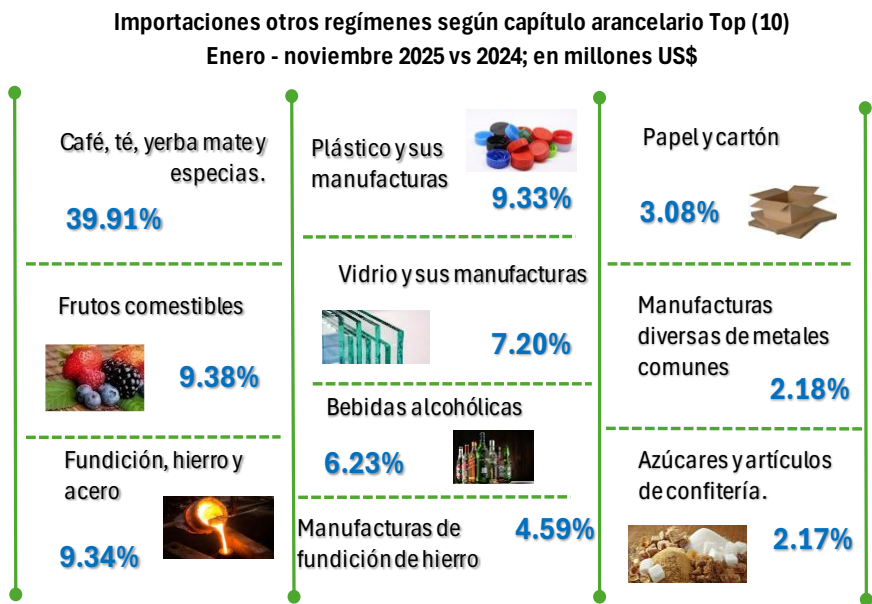 Importaciones otros regímenes según capítulo arancelario Top (10)
Enero - noviembre 2025 vs 2024; en millones US$
Café, té, yerba mate y
especias.
39.91%
Frutos comestibles
9.38%
Fundición, hierro y
acero
9.34%
Plástico y sus
manufacturas
9.33%
Vidrio y sus manufacturas
7.20%
Bebidas alcohólicas
6.23%
Manufacturas de
fundición de hierro
4.59%
Papel y cartón
3.08%
Manufacturas
diversas de metales
comunes
2.18%
Azúcares y artículos
de confitería.
2.17%